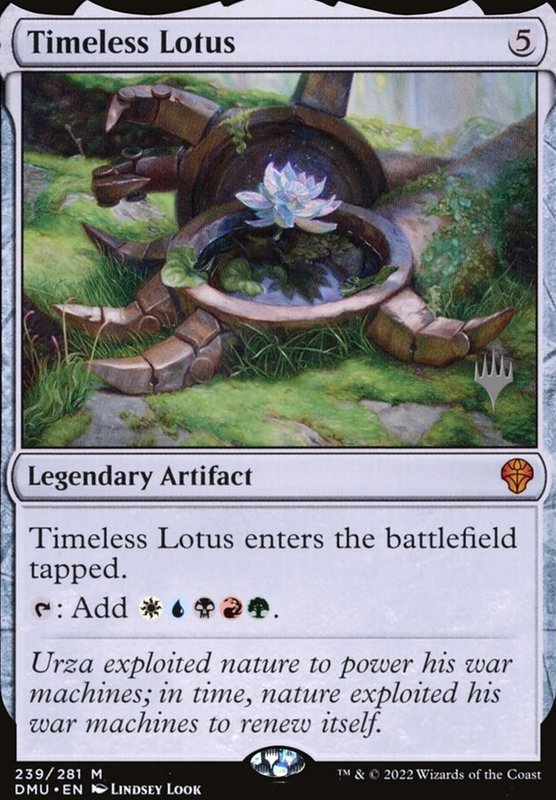 Timeless Lotus 5
Legendary Artifact
Timeless Lotus enters the battlefield
tapped.
: Add .
Urza exploited nature to power his war
machines; in time, nature exploited his
war machines to renew itself.
239/281 M
DMU • EN Lindsey Look
™ & © 2022 Wizards of the Coast